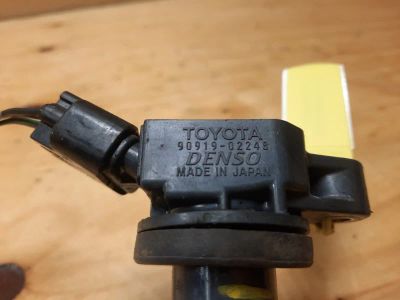 TOYOTA
90919-02248
DENSO
MADE IN JAPAN